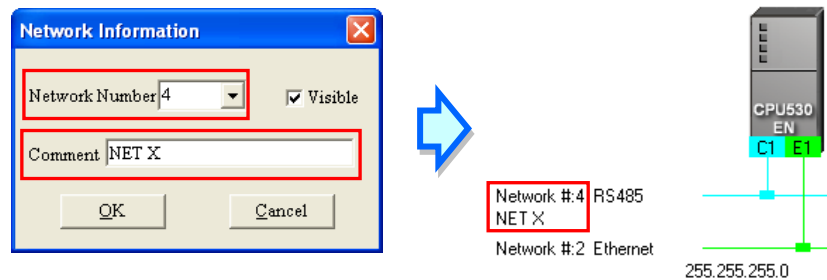 Network Information
Network Number 4
Visible
Comment NET X
OK
Cancel
CPU530
EN
C1 E1
Network #:4 RS485
NET X
Network #:2 Ethernet
255.255.255.0